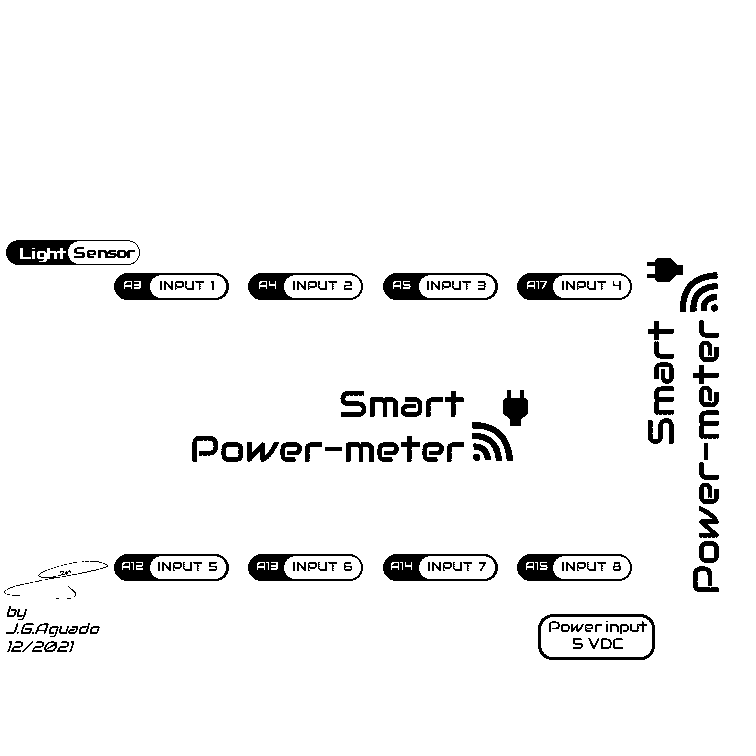 Light Sensor
A3 INPUT 1
A4 INPUT 2
A5 INPUT 3
A17 INPUT 4
Smart
Power-meter
Smart
Power-meter
A12 INPUT 5
A13 INPUT 6
A14 INPUT 7
A15 INPUT 8
by
J.G.Aguado
12/2021
Power input
5 VDC